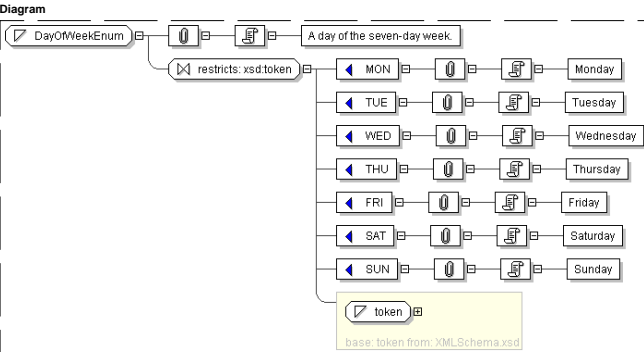 Diagram
DayOfWeekEnum
A day of the seven-day week.
restricts: xsd:token
MON Monday
TUE Tuesday
WED Wednesday
THU Thursday
FRI Friday
SAT Saturday
SUN Sunday
token
base: token from: XMLSchema.xsd